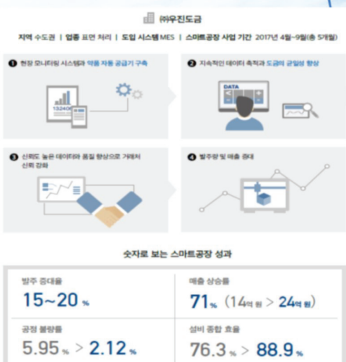 ㈜우진도금
지역 수도권 | 업종 표면 처리 | 도입 시스템 MES | 스마트공장 사업 기간 2017년 4월~9월(총 5개월)
❶ 현장 모니터링 시스템과 약품 자동 공급기 구축
❷ 지속적인 데이터 축적과 도금의 균일성 향상
DATA
❸ 신뢰도 높은 데이터와 품질 향상으로 거래처
신뢰 강화
❹ 발주량 및 매출 증대
숫자로 보는 스마트공장 성과
발주 증대율
15~20 %
매출 상승률
71% (14억 원 > 24억 원)
공정 불량률
5.95 % > 2.12 %
설비 종합 효율
76.3 % > 88.9 %